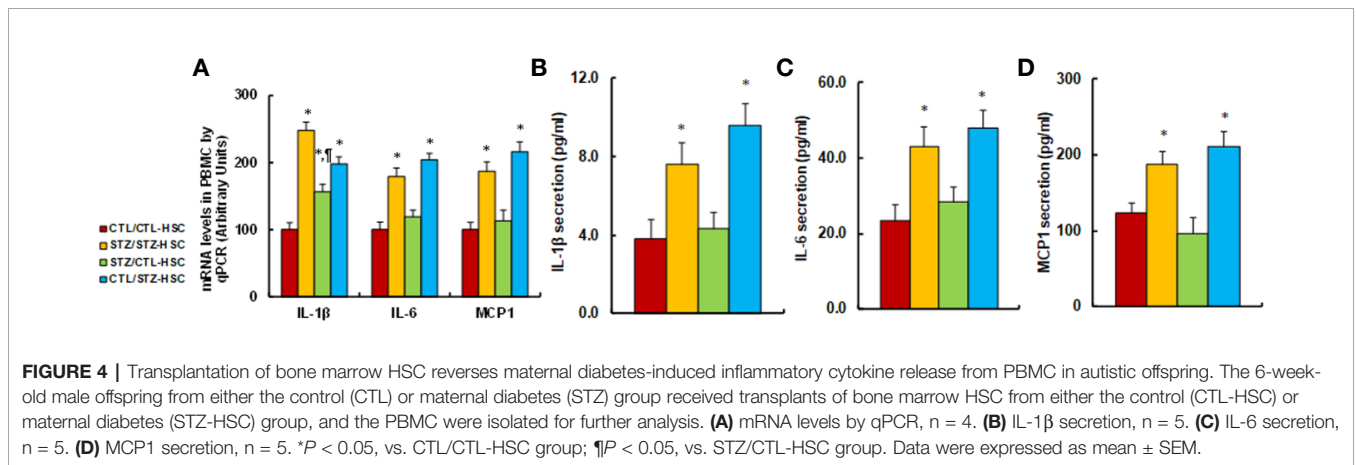 A
B
C
D
mRNA levels in PBMC by
qPCR (Arbitrary Units)
300
200
100
0
*
*,¶
*
*
*
*
*
IL-1β
IL-6
MCP1
CTL/CTL-HSC
STZ/STZ-HSC
STZ/CTL-HSC
CTL/STZ-HSC
IL-1β secretion (pg/ml)
12.0
8.0
4.0
0.0
*
*
IL-6 secretion (pg/ml)
60.0
40.0
20.0
0.0
*
*
MCP1 secretion (pg/ml)
300
200
100
0
*
*
FIGURE 4 | Transplantation of bone marrow HSC reverses maternal diabetes-induced inflammatory cytokine release from PBMC in autistic offspring. The 6-week-
old male offspring from either the control (CTL) or maternal diabetes (STZ) group received transplants of bone marrow HSC from either the control (CTL-HSC) or
maternal diabetes (STZ-HSC) group, and the PBMC were isolated for further analysis. (A) mRNA levels by qPCR, n = 4. (B) IL-1β secretion, n = 5. (C) IL-6 secretion,
n = 5. (D) MCP1 secretion, n = 5. *P < 0.05, vs. CTL/CTL-HSC group; ¶P < 0.05, vs. STZ/CTL-HSC group. Data were expressed as mean ± SEM.